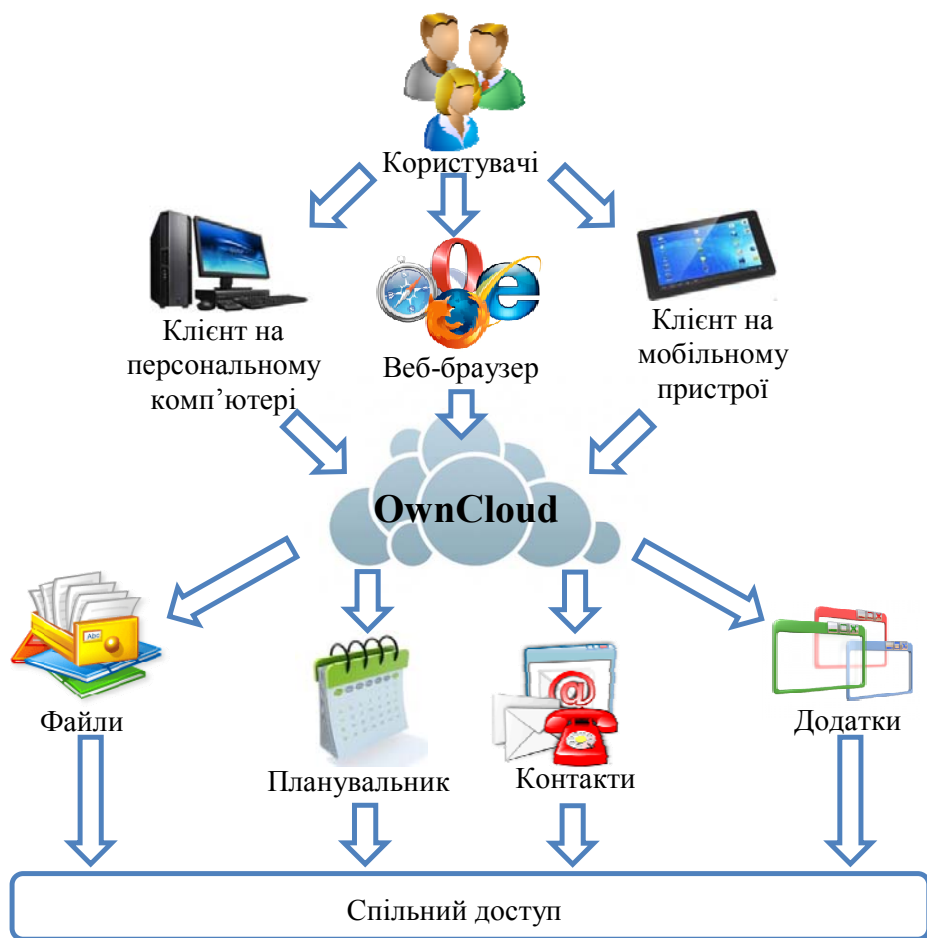 Користувачі
Клієнт на
персональному
комп’ютері
Веб-браузер
Клієнт на
мобільному
пристрої
OwnCloud
Abc
Файли
Планувальник
Контакти
Додатки
Спільний доступ